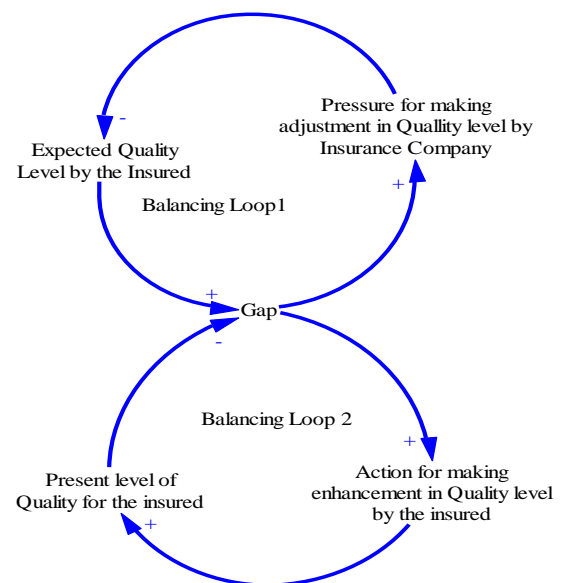 Pressure for making
adjustment in Quallity level by
Insurance Company
-
Expected Quality
Level by the Insured
+
Balancing Loop1
+
Gap
-
Balancing Loop 2
+
Present level of
Quality for the insured
Action for making
enhancement in Quality level
by the insured
+